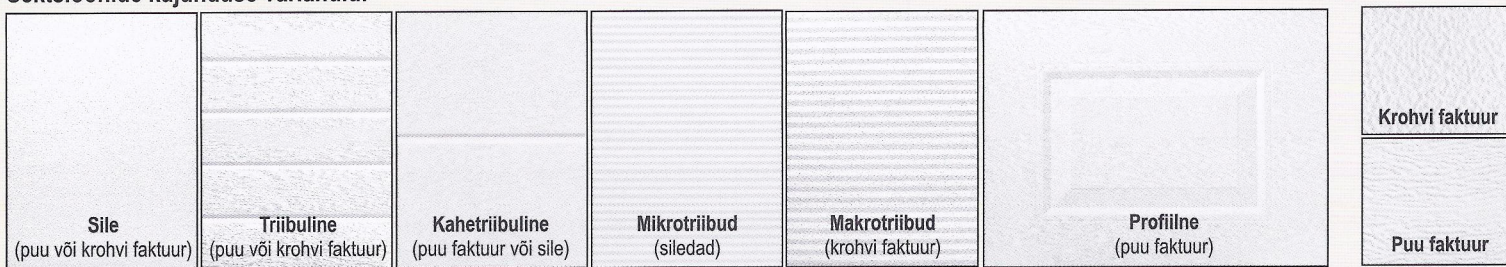 Sile
(puu või krohvi faktuur)
Triibuline
(puu või krohvi faktuur)
Kahetriibuline
(puu faktuur või sile)
Mikrotriibud
(siledad)
Makrotriibud
(krohvi faktuur)
Profiilne
(puu faktuur)
Krohvi faktuur
Puu faktuur